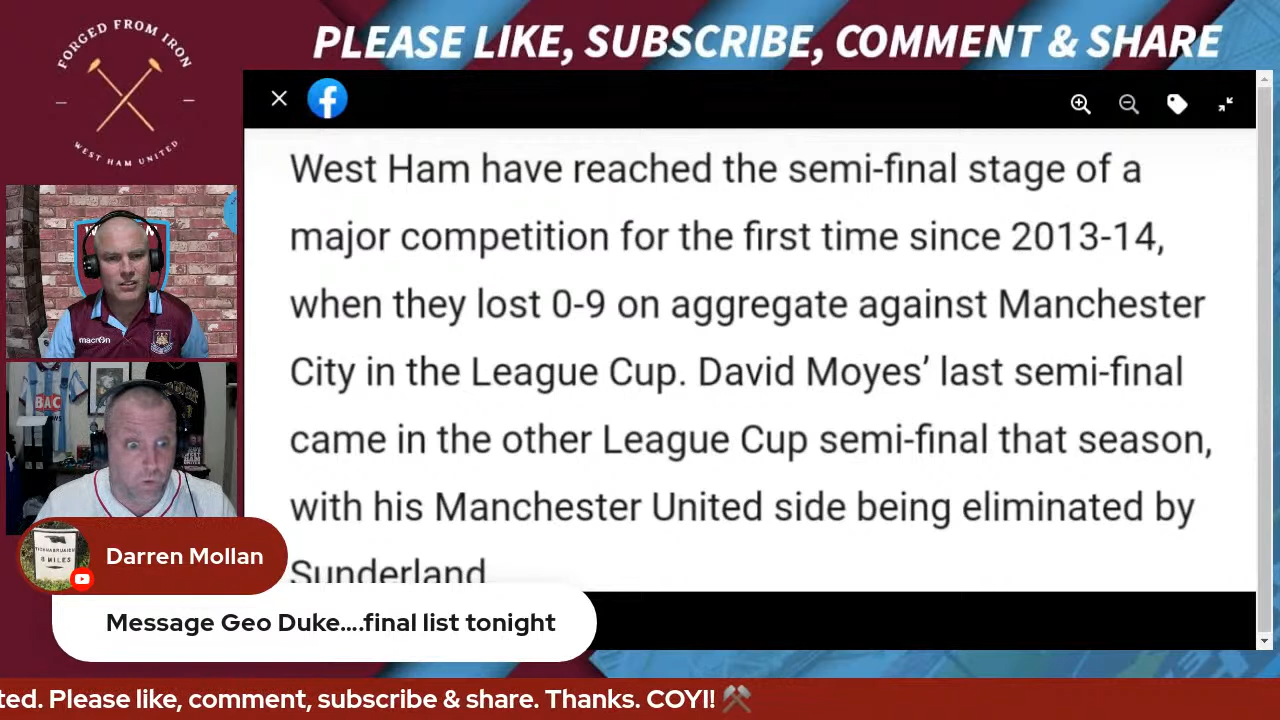 FORGED FROM IRON
WEST HAM UNITED
PLEASE LIKE, SUBSCRIBE, COMMENT & SHARE
West Ham have reached the semi-final stage of a
major competition for the first time since 2013-14,
when they lost 0-9 on aggregate against Manchester
City in the League Cup. David Moyes’ last semi-final
came in the other League Cup semi-final that season,
with his Manchester United side being eliminated by
Sunderland
macron
BAC
8 MILES
Darren Mollan
Message Geo Duke....final list tonight
ted. Please like, comment, subscribe & share. Thanks. COYI! ⚒